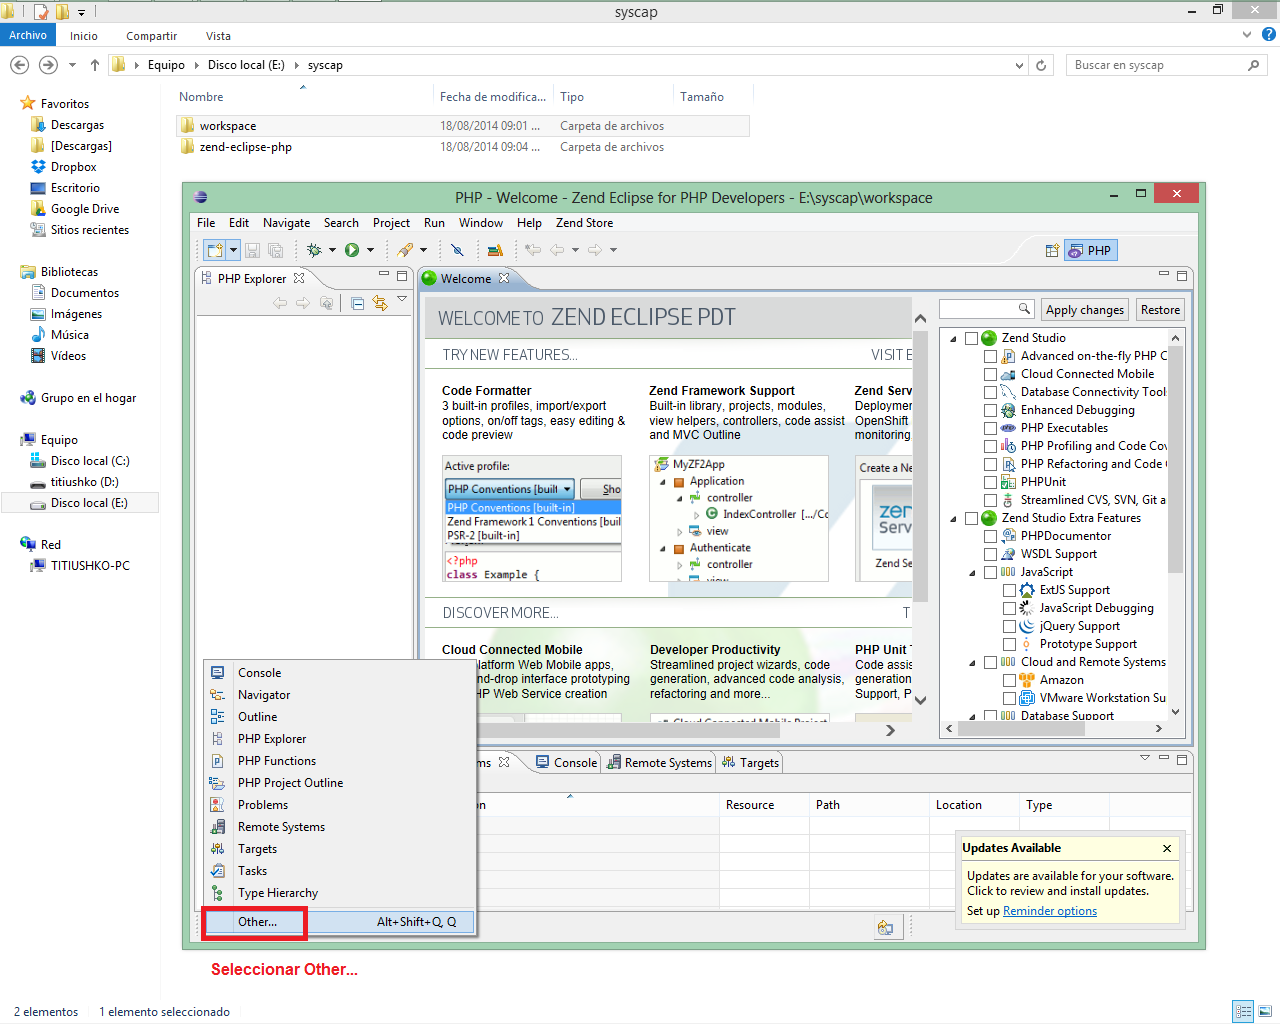 syscap
Archivo
Inicio
Compartir
Vista
Equipo
Disco local (E:)
syscap
Buscar en syscap
Favoritos
Descargas
[Descargas]
Dropbox
Escritorio
Google Drive
Sitios recientes
Bibliotecas
Documentos
Imágenes
Música
Vídeos
Grupo en el hogar
Equipo
Disco local (C:)
titiushko (D:)
Disco local (E:)
Red
TITIUSHKO-PC
Nombre
Fecha de modifica...
Tipo
Tamaño
workspace
18/08/2014 09:01 ...
Carpeta de archivos
zend-eclipse-php
18/08/2014 09:04 ...
Carpeta de archivos
PHP - Welcome - Zend Eclipse for PHP Developers - E:\syscap\workspace
File Edit Navigate Search Project Run Window Help Zend Store
PHP
PHP Explorer
Welcome
WELCOME TO ZEND ECLIPSE PDT
TRY NEW FEATURES...
VISIT E
Code Formatter
3 built-in profiles, import/export
options, on/off tags, easy editing &
code preview
Zend Framework Support
Built-in library, projects, modules,
view helpers, controllers, code assist
and MVC Outline
Zend Serv
Deploymen
OpenShift
monitoring
Active profile:
PHP Conventions [built
Sho
PHP Conventions [built-in]
Zend Framework 1 Conventions [buil
PSR-2 [built-in]
<?php
class Example {
MyZF2App
Application
controller
IndexController [.../Co
view
Authenticate
controller
view
Create a Ne
zen
Serv
Zend Se
DISCOVER MORE...
T
Cloud Connected Mobile
latform Web Mobile apps,
nd-drop interface prototyping
HP Web Service creation
Developer Productivity
Streamlined project wizards, code
generation, advanced code analysis,
refactoring and more...
PHP Unit T
Code assis
generation
Support, P
Cloud Connected Mobile Project
Apply changes
Restore
Zend Studio
Advanced on-the-fly PHP C
Cloud Connected Mobile
Database Connectivity Tool
Enhanced Debugging
PHP Executables
PHP Profiling and Code Cov
PHP Refactoring and Code
PHPUnit
Streamlined CVS, SVN, Git a
Zend Studio Extra Features
PHPDocumentor
WSDL Support
JavaScript
ExtJS Support
JavaScript Debugging
jQuery Support
Prototype Support
Cloud and Remote Systems
Amazon
VMware Workstation Su
Database Support
Console
Navigator
Outline
PHP Explorer
PHP Functions
PHP Project Outline
Problems
Remote Systems
Targets
Tasks
Type Hierarchy
Other... Alt+Shift+Q, Q
ms
Console
Remote Systems
Targets
on
Resource
Path
Location
Type
Updates Available
Updates are available for your software.
Click to review and install updates.
Set up Reminder options
Seleccionar Other...
2 elementos
1 elemento seleccionado